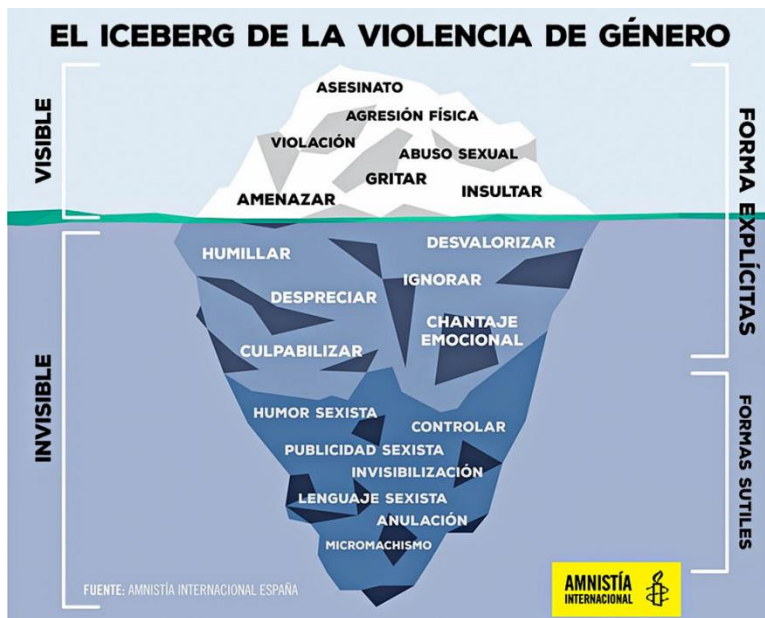 EL ICEBERG DE LA VIOLENCIA DE GÉNERO
VISIBLE
ASESINATO
AGRESIÓN FÍSICA
VIOLACIÓN
ABUSO SEXUAL
GRITAR
AMENAZAR
INSULTAR
FORMA EXPLÍCITAS
INVISIBLE
DESVALORIZAR
HUMILLAR
IGNORAR
DESPRECIAR
CHANTAJE
EMOCIONAL
CULPABILIZAR
FORMAS SUTILES
HUMOR SEXISTA
CONTROLAR
PUBLICIDAD SEXISTA
INVISIBILIZACIÓN
LENGUAJE SEXISTA
ANULACIÓN
MICROMACHISMO
FUENTE: AMNISTÍA INTERNACIONAL ESPAÑA
AMNISTÍA
INTERNACIONAL